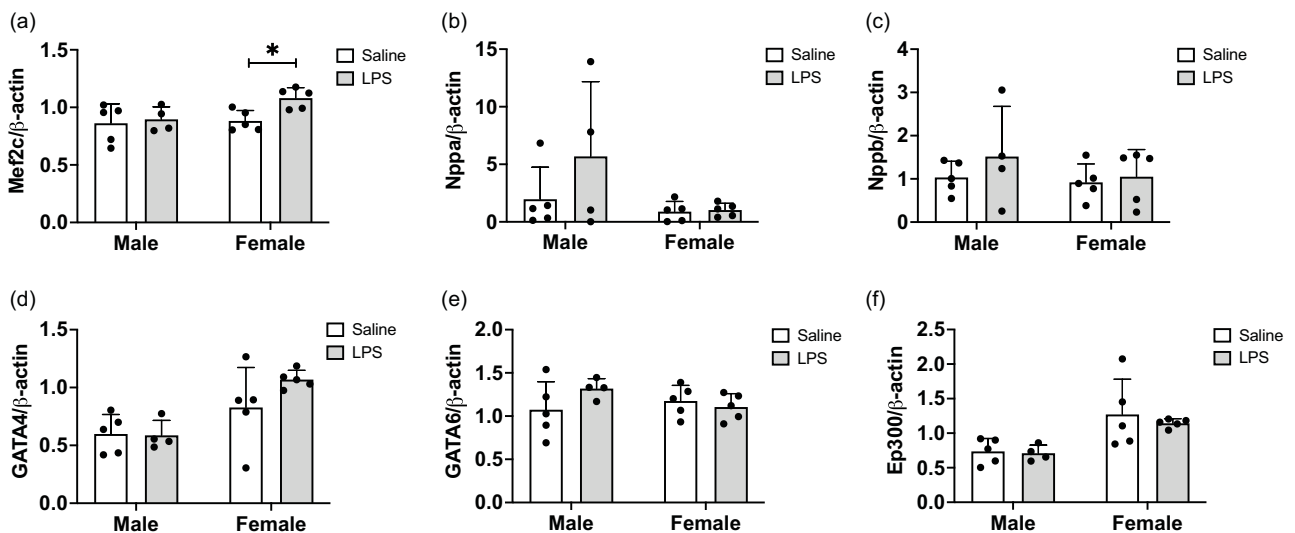 (a)
Mef2c/β-actin
1.5
1.0
0.5
0.0
*
Saline
LPS
Male
Female
(b)
Nppa/β-actin
15
10
5
0
Saline
LPS
Male
Female
(c)
Nppb/β-actin
4
3
2
1
0
Saline
LPS
Male
Female
(d)
GATA4/β-actin
1.5
1.0
0.5
0.0
Saline
LPS
Male
Female
(e)
GATA6/β-actin
2.0
1.5
1.0
0.5
0.0
Saline
LPS
Male
Female
(f)
Ep300/β-actin
2.5
2.0
1.5
1.0
0.5
0.0
Saline
LPS
Male
Female